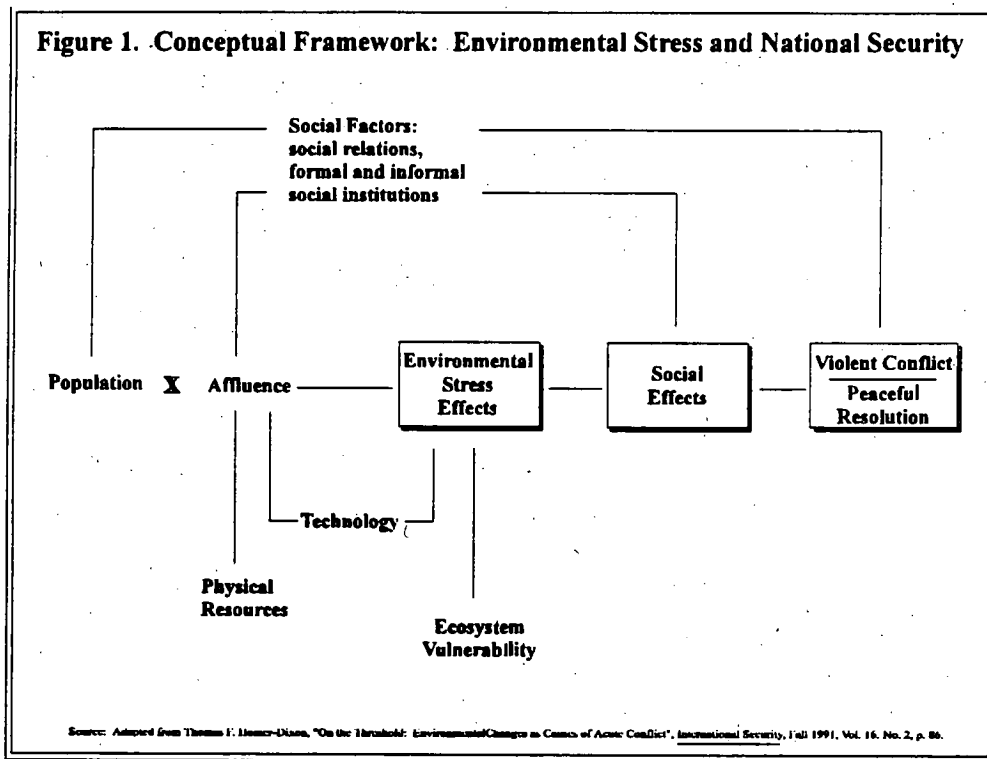 Figure 1. Conceptual Framework: Environmental Stress and National Security
Social Factors:
social relations,
formal and informal
social institutions
Population X Affluence
Environmental
Stress
Effects
Social
Effects
Violent Conflict
Peaceful
Resolution
Technology
Physical
Resources
Ecosystem
Vulnerability
Source: Adapted from Thomas F. Homer-Dixon, "On the Threshold: EnvironmentalChanges as Causes of Acute Conflict", International Security, Fall 1991, Vol. 16. No. 2, p. 86.